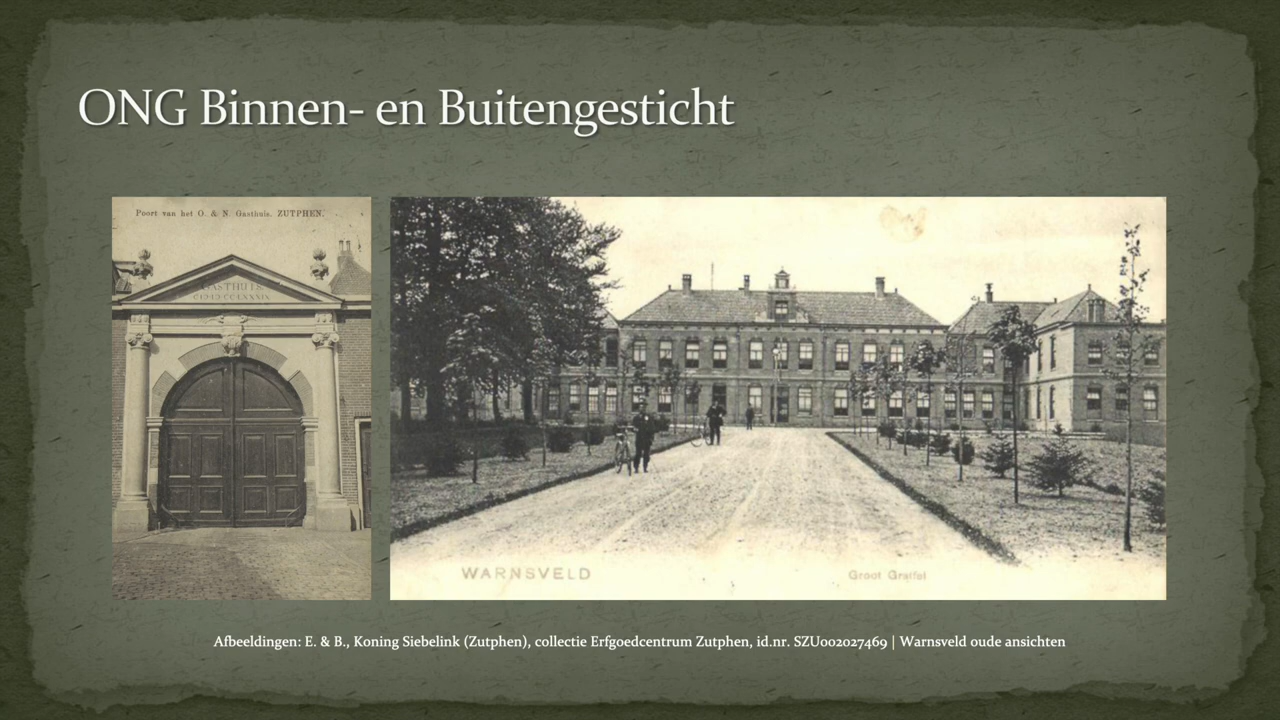 ONG Binnen- en Buitengesticht
Poort van het O. & N. Gasthuis. ZUTPHEN.
GASTHUIS
WARNSVELD
Groot Graffel
Afbeeldingen: E. & B., Koning Siebelink (Zutphen), collectie Erfgoedcentrum Zutphen, id.nr. SZU002027469 | Warnsveld oude ansichten